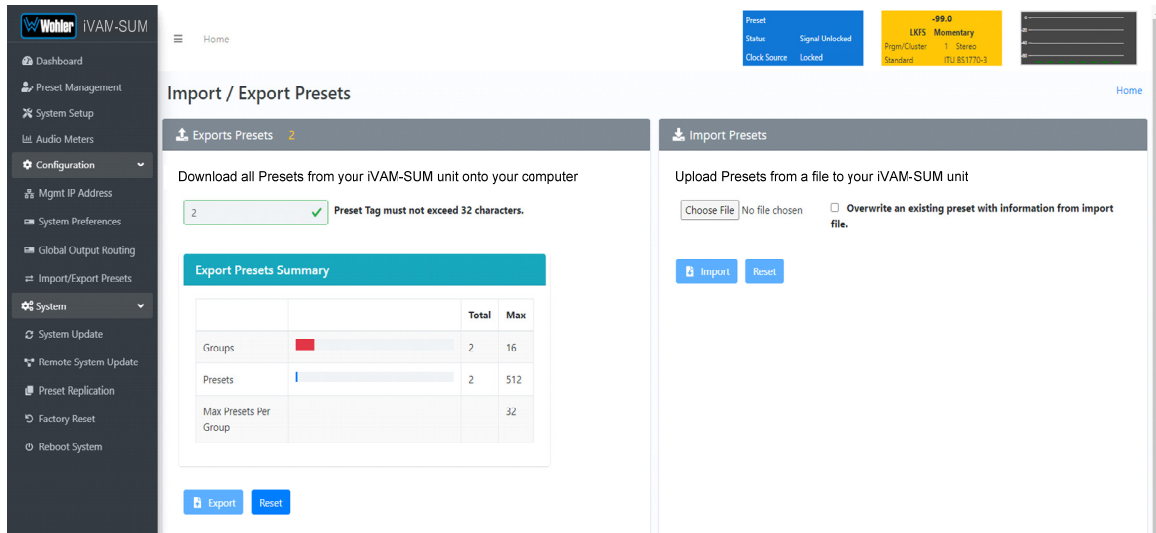 Wohler iVAM-SUM
Dashboard
Preset Management
System Setup
Audio Meters
Configuration
Mgmt IP Address
System Preferences
Global Output Routing
Import/Export Presets
System
System Update
Remote System Update
Preset Replication
Factory Reset
Reboot System
Home
Preset
Status Signal Unlocked
Clock Source Locked
-99.0
LKFS Momentary
Prgm/Cluster 1 Stereo
Standard ITU BS1770-3
Import / Export Presets
Home
Exports Presets 2
Download all Presets from your iVAM-SUM unit onto your computer
2
Preset Tag must not exceed 32 characters.
Export Presets Summary
Total Max
Groups 2 16
Presets 2 512
Max Presets Per
Group
32
Export Reset
Import Presets
Upload Presets from a file to your iVAM-SUM unit
Choose File No file chosen
Overwrite an existing preset with information from import
file.
Import Reset